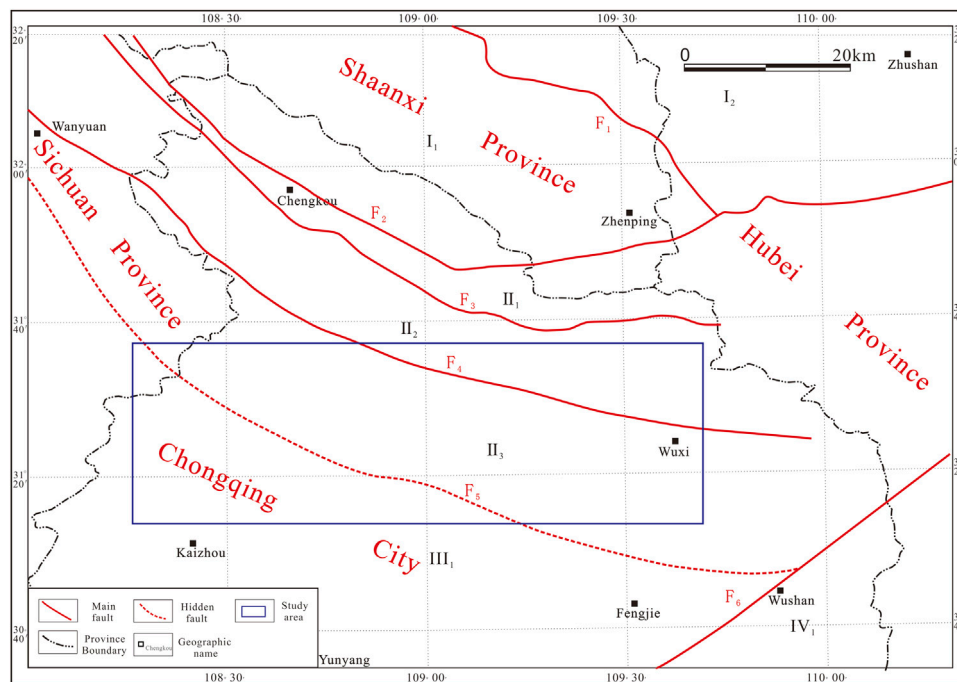 108° 30'
109° 00'
109° 30'
110° 00'
32°
20'
0
20km
Zhushan
Shaanxi
Province
I2
I1
F1
Wanyuan
Sichuan
Province
32°
00'
Chengkou
F2
Zhenping
Hubei
Province
F3
II1
31°
40'
II2
F4
Wuxi
II3
Chongqing
City
31°
20'
F5
Kaizhou
III1
F6
Wushan
Fengjie
IV1
Main
fault
Hidden
fault
Study
area
Province
Boundary
Chengkou
Geographic
name
30°
40'
Yunyang
108° 30'
109° 00'
109° 30'
110° 00'